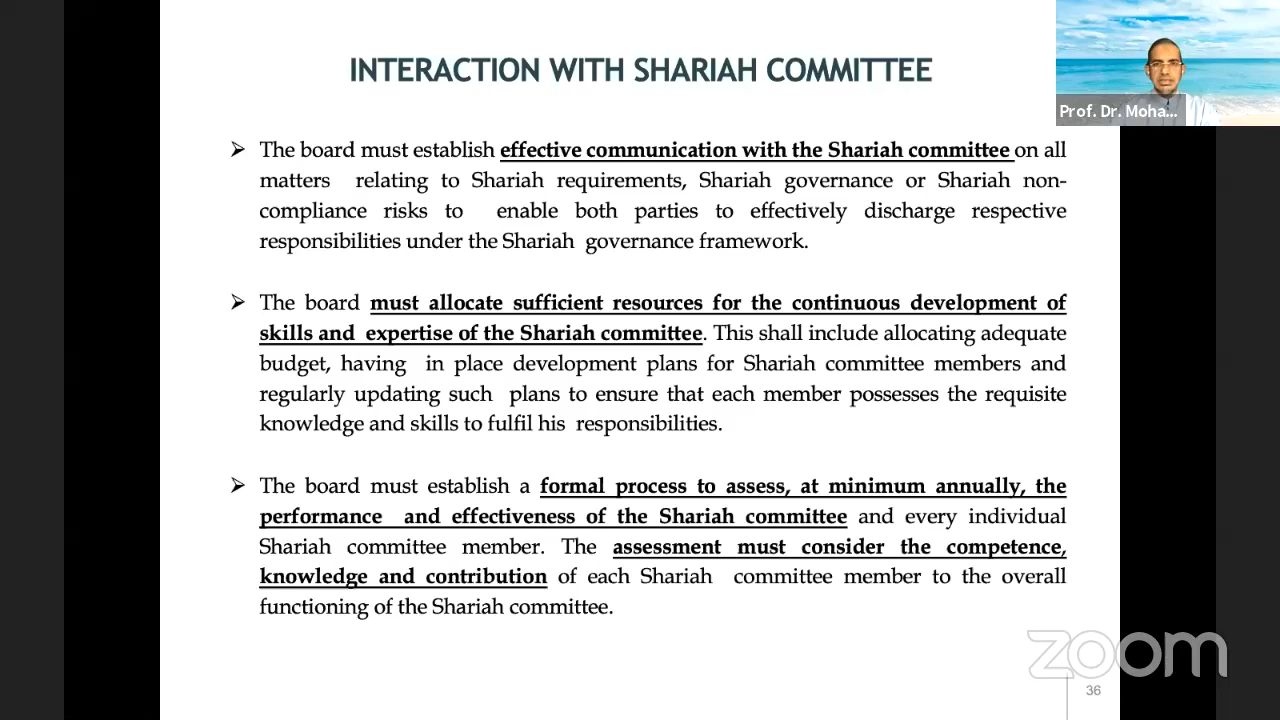 INTERACTION WITH SHARIAH COMMITTEE
Prof. Dr. Moha...
➢ The board must establish effective communication with the Shariah committee on all
matters relating to Shariah requirements, Shariah governance or Shariah non-
compliance risks to enable both parties to effectively discharge respective
responsibilities under the Shariah governance framework.
➢ The board must allocate sufficient resources for the continuous development of
skills and expertise of the Shariah committee. This shall include allocating adequate
budget, having in place development plans for Shariah committee members and
regularly updating such plans to ensure that each member possesses the requisite
knowledge and skills to fulfil his responsibilities.
➢ The board must establish a formal process to assess, at minimum annually, the
performance and effectiveness of the Shariah committee and every individual
Shariah committee member. The assessment must consider the competence,
knowledge and contribution of each Shariah committee member to the overall
functioning of the Shariah committee.
zoom
36